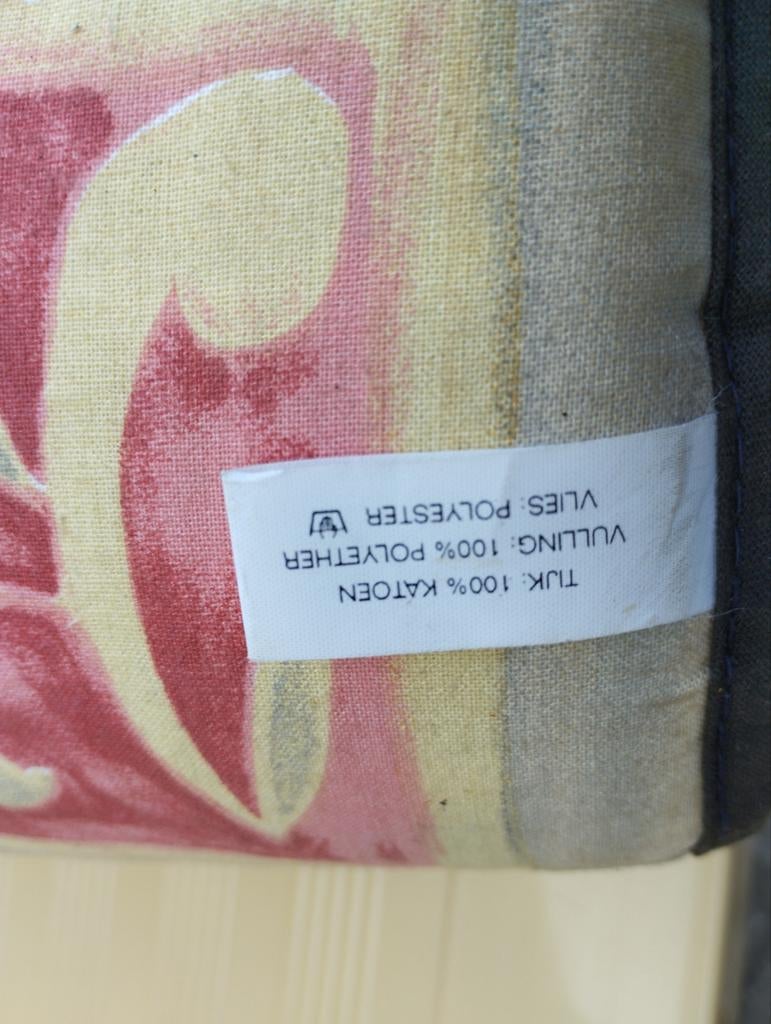 TIJK: 100% KATOEN
VULLING: 100% POLYETHER
VLIES: POLYESTER